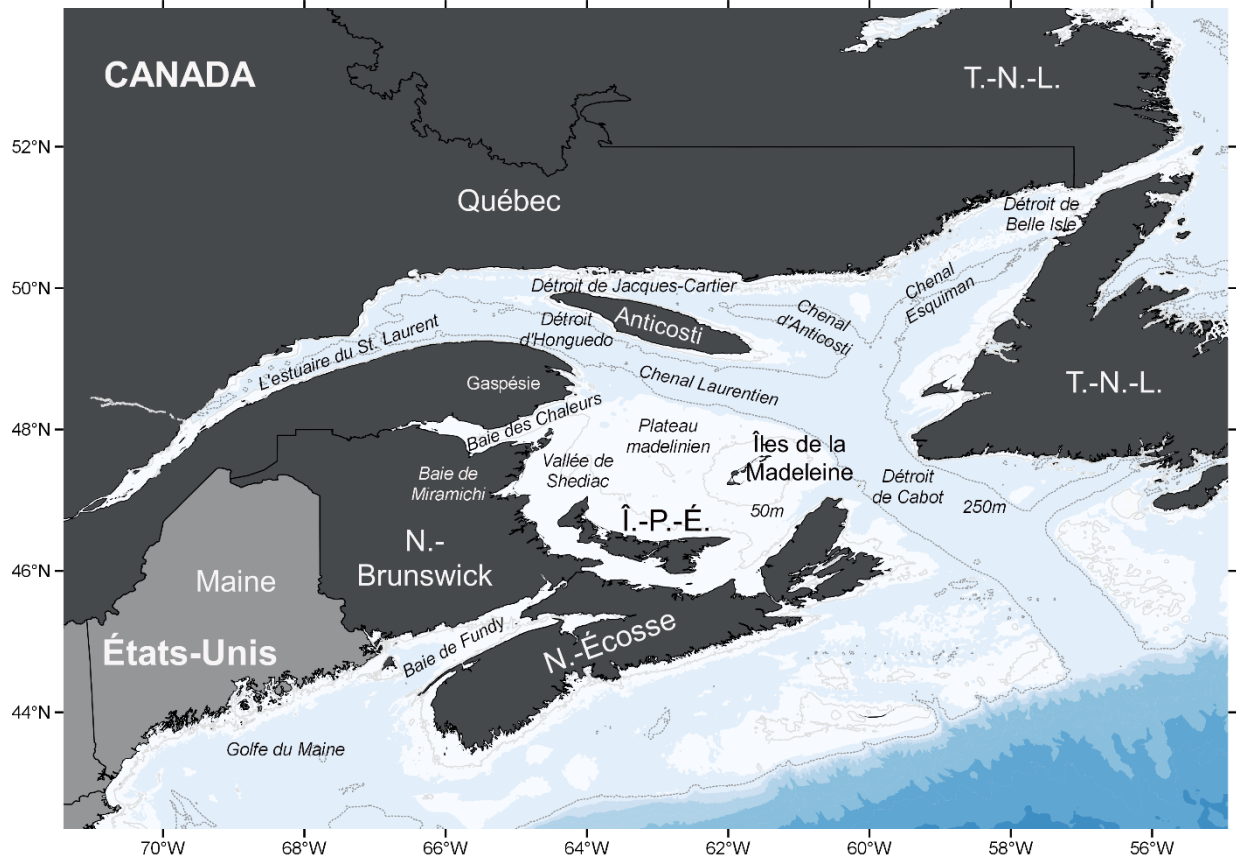 CANADA
T.-N.-L.
52°N
Québec
Détroit de
Belle Isle
50°N
Détroit de Jacques-Cartier
Chenal
Esquiman
Chenal
d'Anticosti
Anticosti
Détroit
d'Honguedo
L'estuaire du St. Laurent
Gaspésie
Chenal Laurentien
T.-N.-L.
48°N
Baie des Chaleurs
Plateau
madelinien
Îles de la
Madeleine
Vallée de
Shediac
Baie de
Miramichi
Détroit
de Cabot
50m
250m
Î.-P.-É.
N.-
Brunswick
46°N
Maine
États-Unis
Baie de Fundy
N.-Écosse
44°N
Golfe du Maine
70°W
68°W
66°W
64°W
62°W
60°W
58°W
56°W